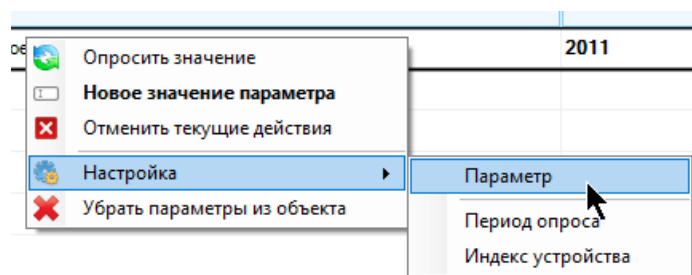 ое
2011
Опросить значение
Новое значение параметра
Отменить текущие действия
Настройка
Убрать параметры из объекта
Параметр
Период опроса
Индекс устройства